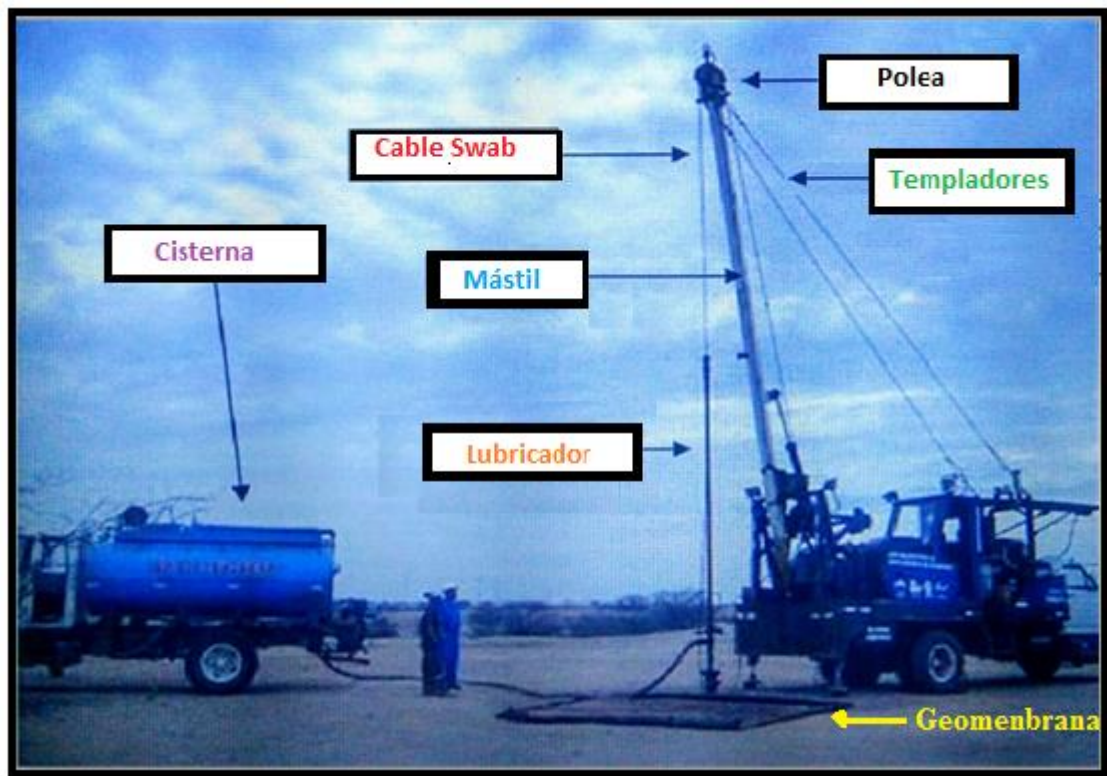 Polea
Cable Swab
Templadores
Cisterna
Mástil
Lubricador
Geomenbrana